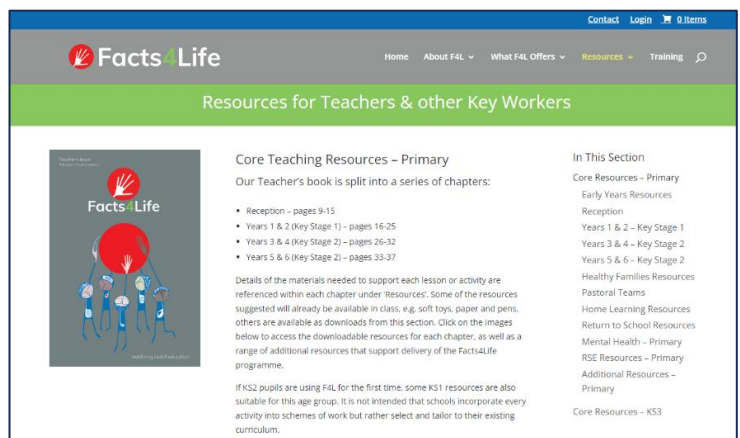 Contact Login 0 Items
Facts4Life
Home About F4L What F4L Offers Resources Training
Resources for Teachers & other Key Workers
Teacher's book
Facts4Life
Core Teaching Resources – Primary
Our Teacher's book is split into a series of chapters:
• Reception – pages 9-15
• Years 1 & 2 (Key Stage 1) – pages 16-25
• Years 3 & 4 (Key Stage 2) – pages 26-32
• Years 5 & 6 (Key Stage 2) – pages 33-37
Details of the materials needed to support each lesson or activity are
referenced within each chapter under 'Resources'. Some of the resources
suggested will already be available in class, e.g. soft toys, paper and pens,
others are available as downloads from this section. Click on the images
below to access the downloadable resources for each chapter, as well as a
range of additional resources that support delivery of the Facts4Life
programme.
If KS2 pupils are using F4L for the first time, some KS1 resources are also
suitable for this age group. It is not intended that schools incorporate every
activity into schemes of work but rather select and tailor to their existing
curriculum.
In This Section
Core Resources – Primary
Early Years Resources
Reception
Years 1 & 2 – Key Stage 1
Years 3 & 4 – Key Stage 2
Years 5 & 6 – Key Stage 2
Healthy Families Resources
Pastoral Teams
Home Learning Resources
Return to School Resources
Mental Health – Primary
RSE Resources – Primary
Additional Resources –
Primary
Core Resources – KS3